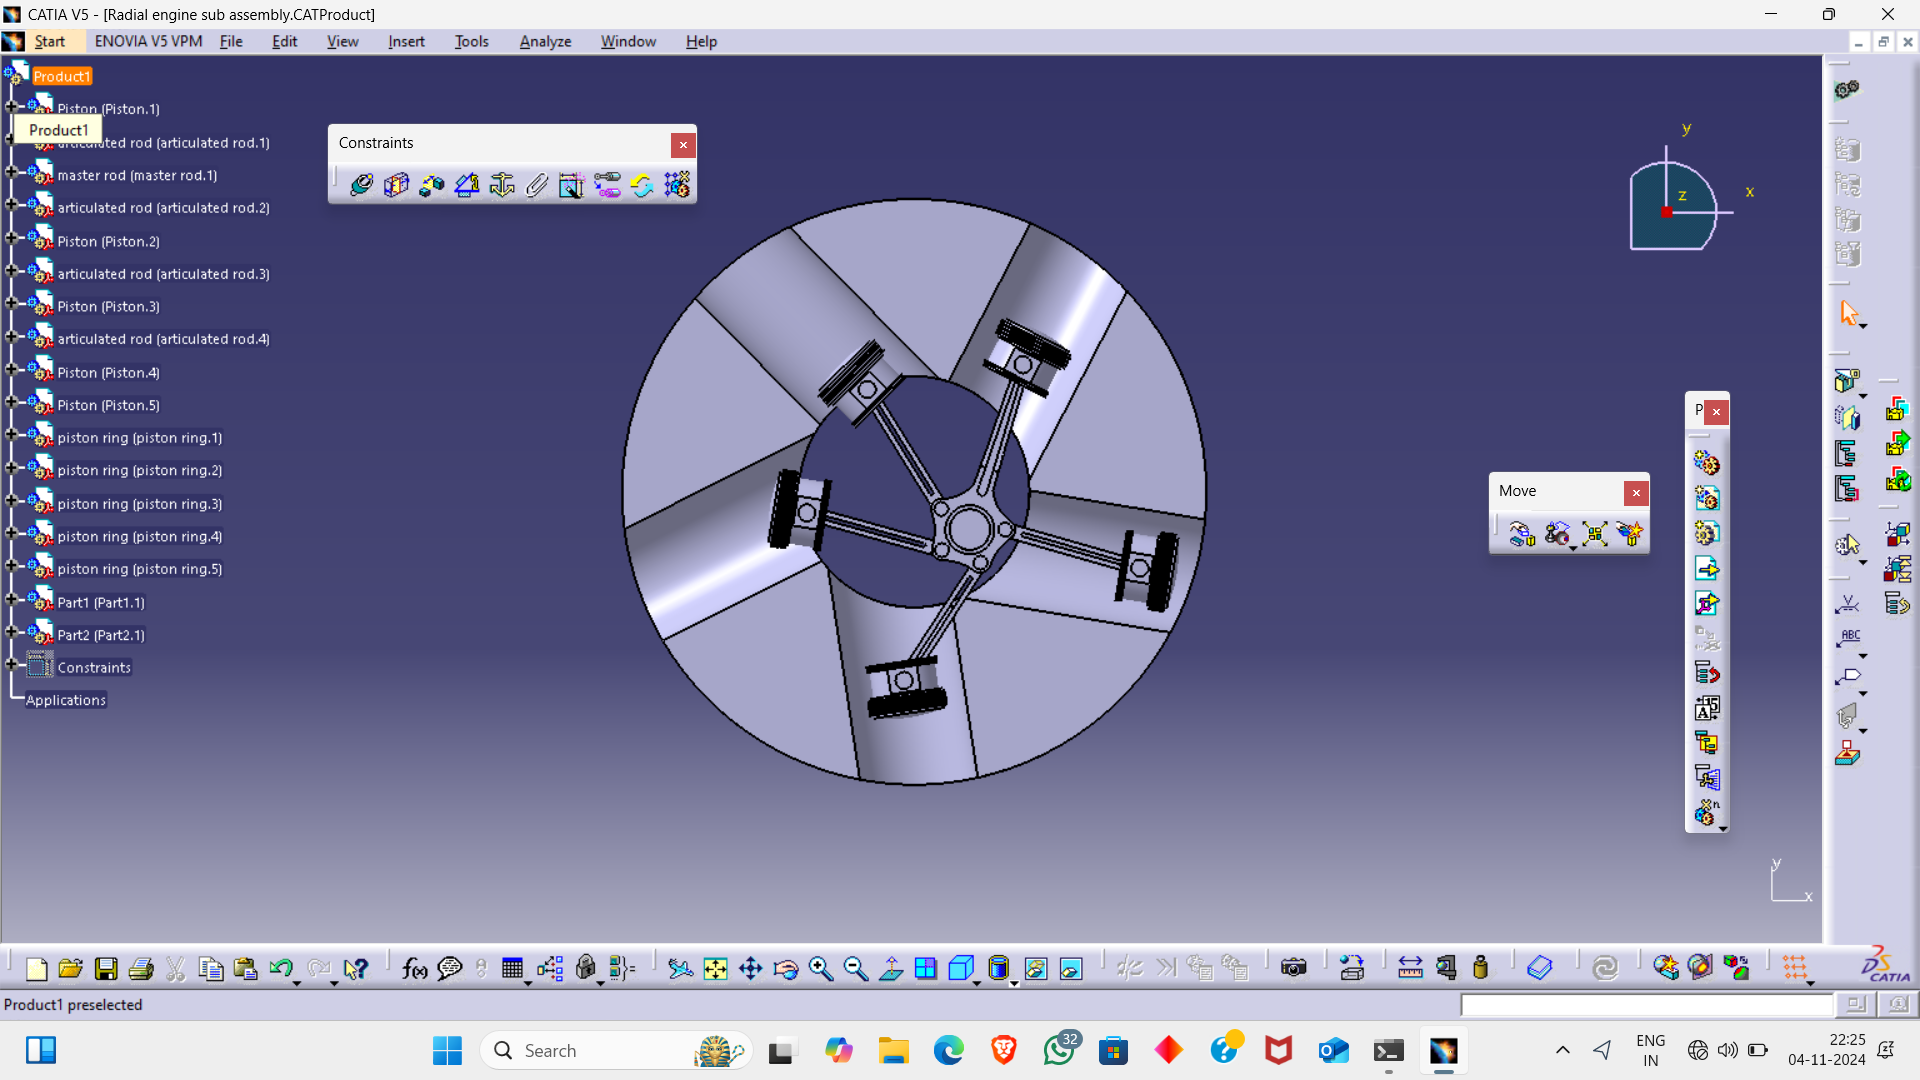 CATIA V5 - [Radial engine sub assembly.CATProduct]
Start ENOVIA V5 VPM File Edit View Insert Tools Analyze Window Help
Product1
Piston (Piston.1)
Product1
articulated rod (articulated rod.1)
master rod (master rod.1)
articulated rod (articulated rod.2)
Piston (Piston.2)
articulated rod (articulated rod.3)
Piston (Piston.3)
articulated rod (articulated rod.4)
Piston (Piston.4)
Piston (Piston.5)
piston ring (piston ring.1)
piston ring (piston ring.2)
piston ring (piston ring.3)
piston ring (piston ring.4)
piston ring (piston ring.5)
Part1 (Part1.1)
Part2 (Part2.1)
Constraints
Applications
Constraints
y
x
z
P
Move
ABC
A 15
n
y
x
f(x)
CATIA
Product1 preselected
Search
32
ENG
IN
22:25
04-11-2024